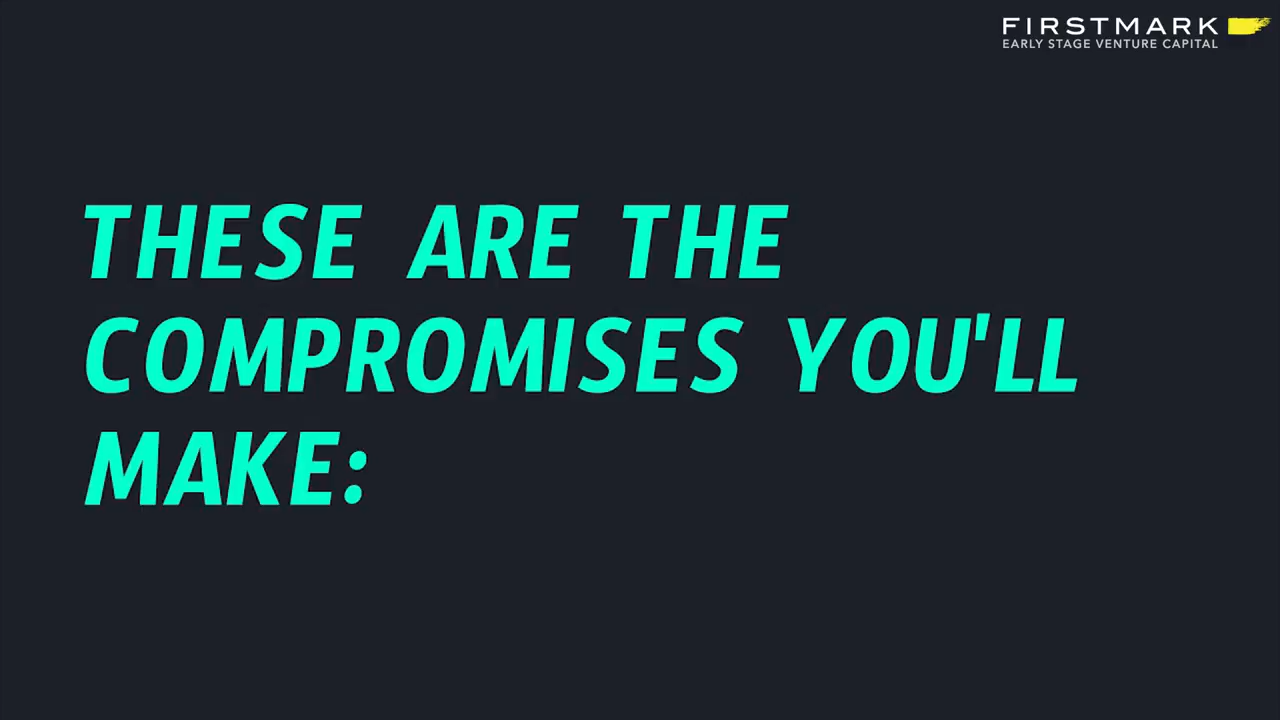 FIRSTMARK
EARLY STAGE VENTURE CAPITAL
THESE ARE THE
COMPROMISES YOU'LL
MAKE: